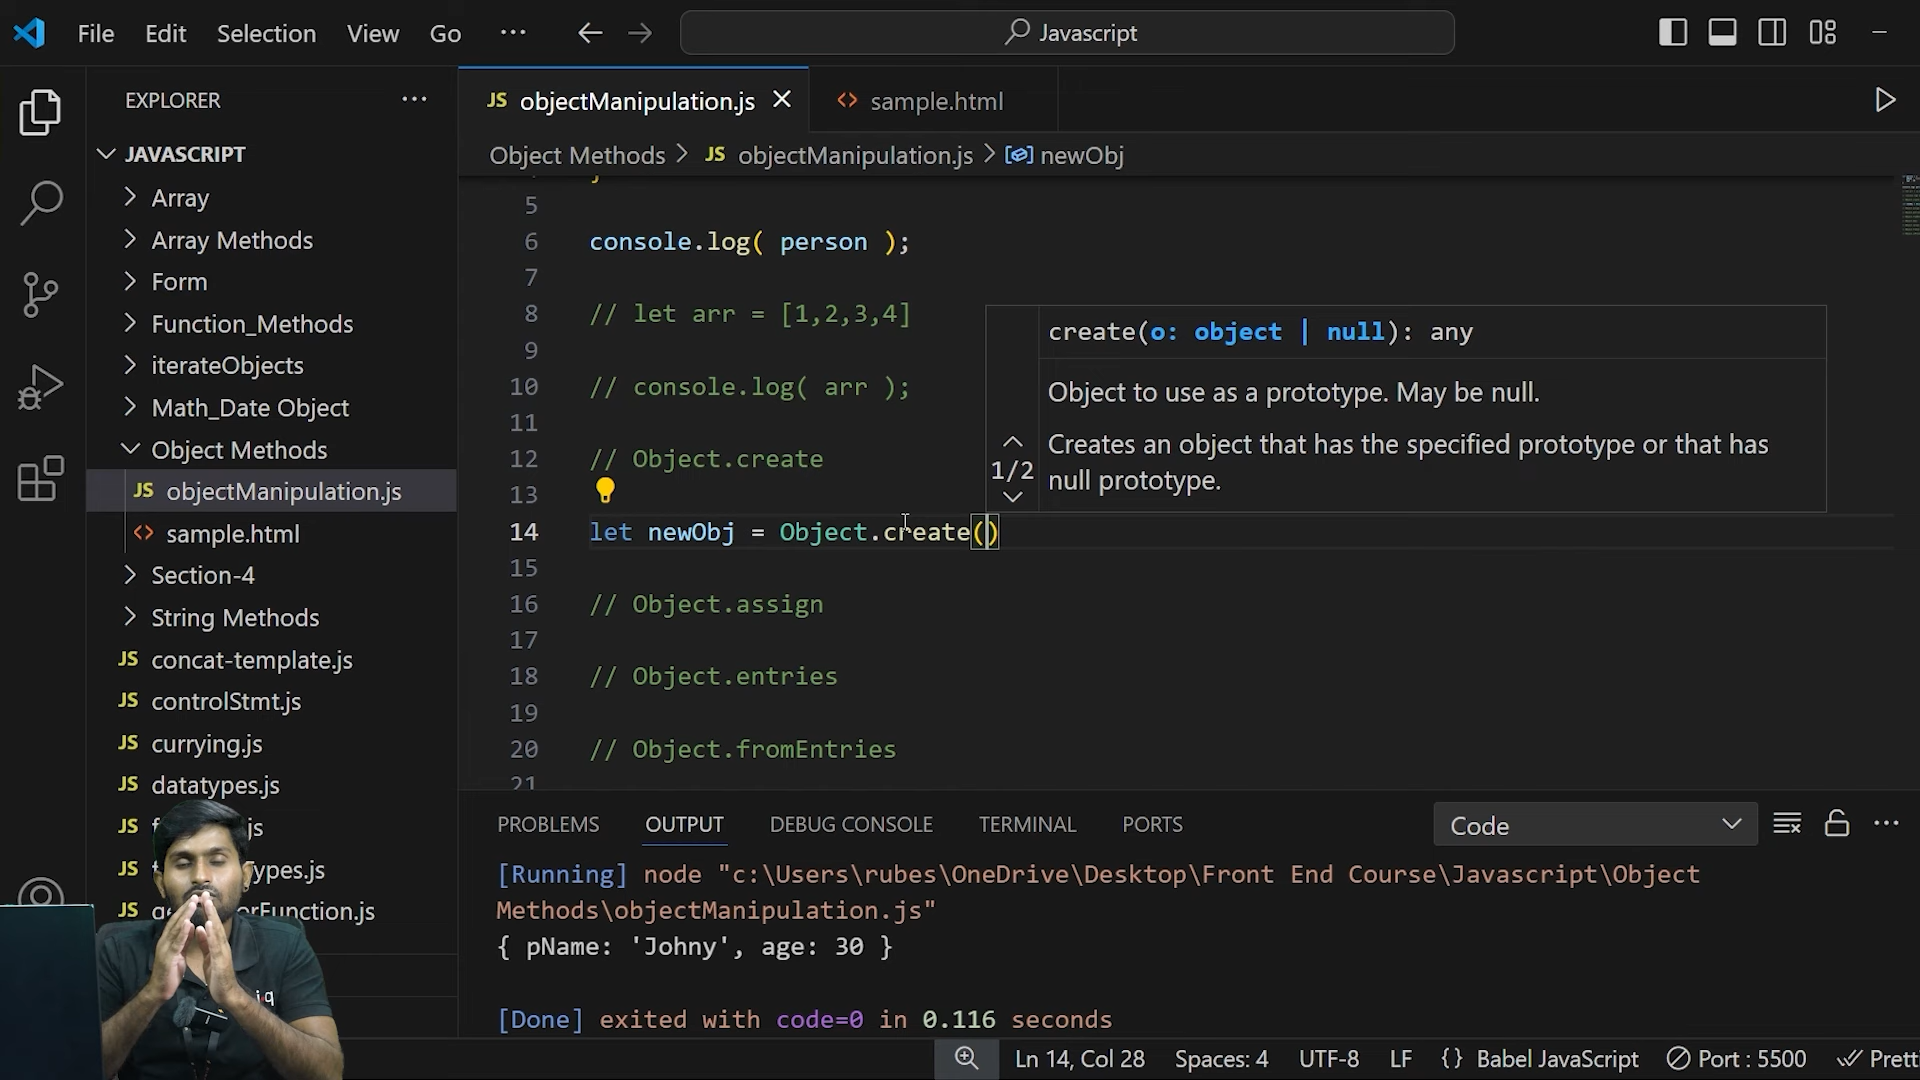 File Edit Selection View Go ··· Javascript
EXPLORER ···
JAVASCRIPT
Array
Array Methods
Form
Function_Methods
iterateObjects
Math_Date Object
Object Methods
JS objectManipulation.js
<> sample.html
Section-4
String Methods
JS concat-template.js
JS controlStmt.js
JS currying.js
JS datatypes.js
JS
JS
JS
JS objectManipulation.js × <> sample.html
Object Methods > JS objectManipulation.js > newObj
5
6 console.log( person );
7
8 // let arr = [1,2,3,4]
9
10 // console.log( arr );
11
12 // Object.create
13
14 let newObj = Object.create()
15
16 // Object.assign
17
18 // Object.entries
19
20 // Object.fromEntries
21
create(o: object | null): any
Object to use as a prototype. May be null.
1/2 Creates an object that has the specified prototype or that has
null prototype.
PROBLEMS OUTPUT DEBUG CONSOLE TERMINAL PORTS Code ···
[Running] node "c:\Users\rubes\OneDrive\Desktop\Front End Course\Javascript\Object
Methods\objectManipulation.js"
{ pName: 'Johny', age: 30 }
[Done] exited with code=0 in 0.116 seconds
Ln 14, Col 28 Spaces: 4 UTF-8 LF {} Babel JavaScript Port : 5500 Pretti